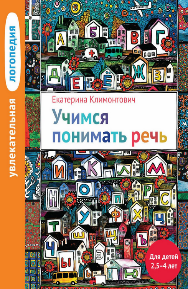 увлекательная логопедия
Екатерина Климонтович
Учимся
понимать речь
Для детей
2,5–4 лет